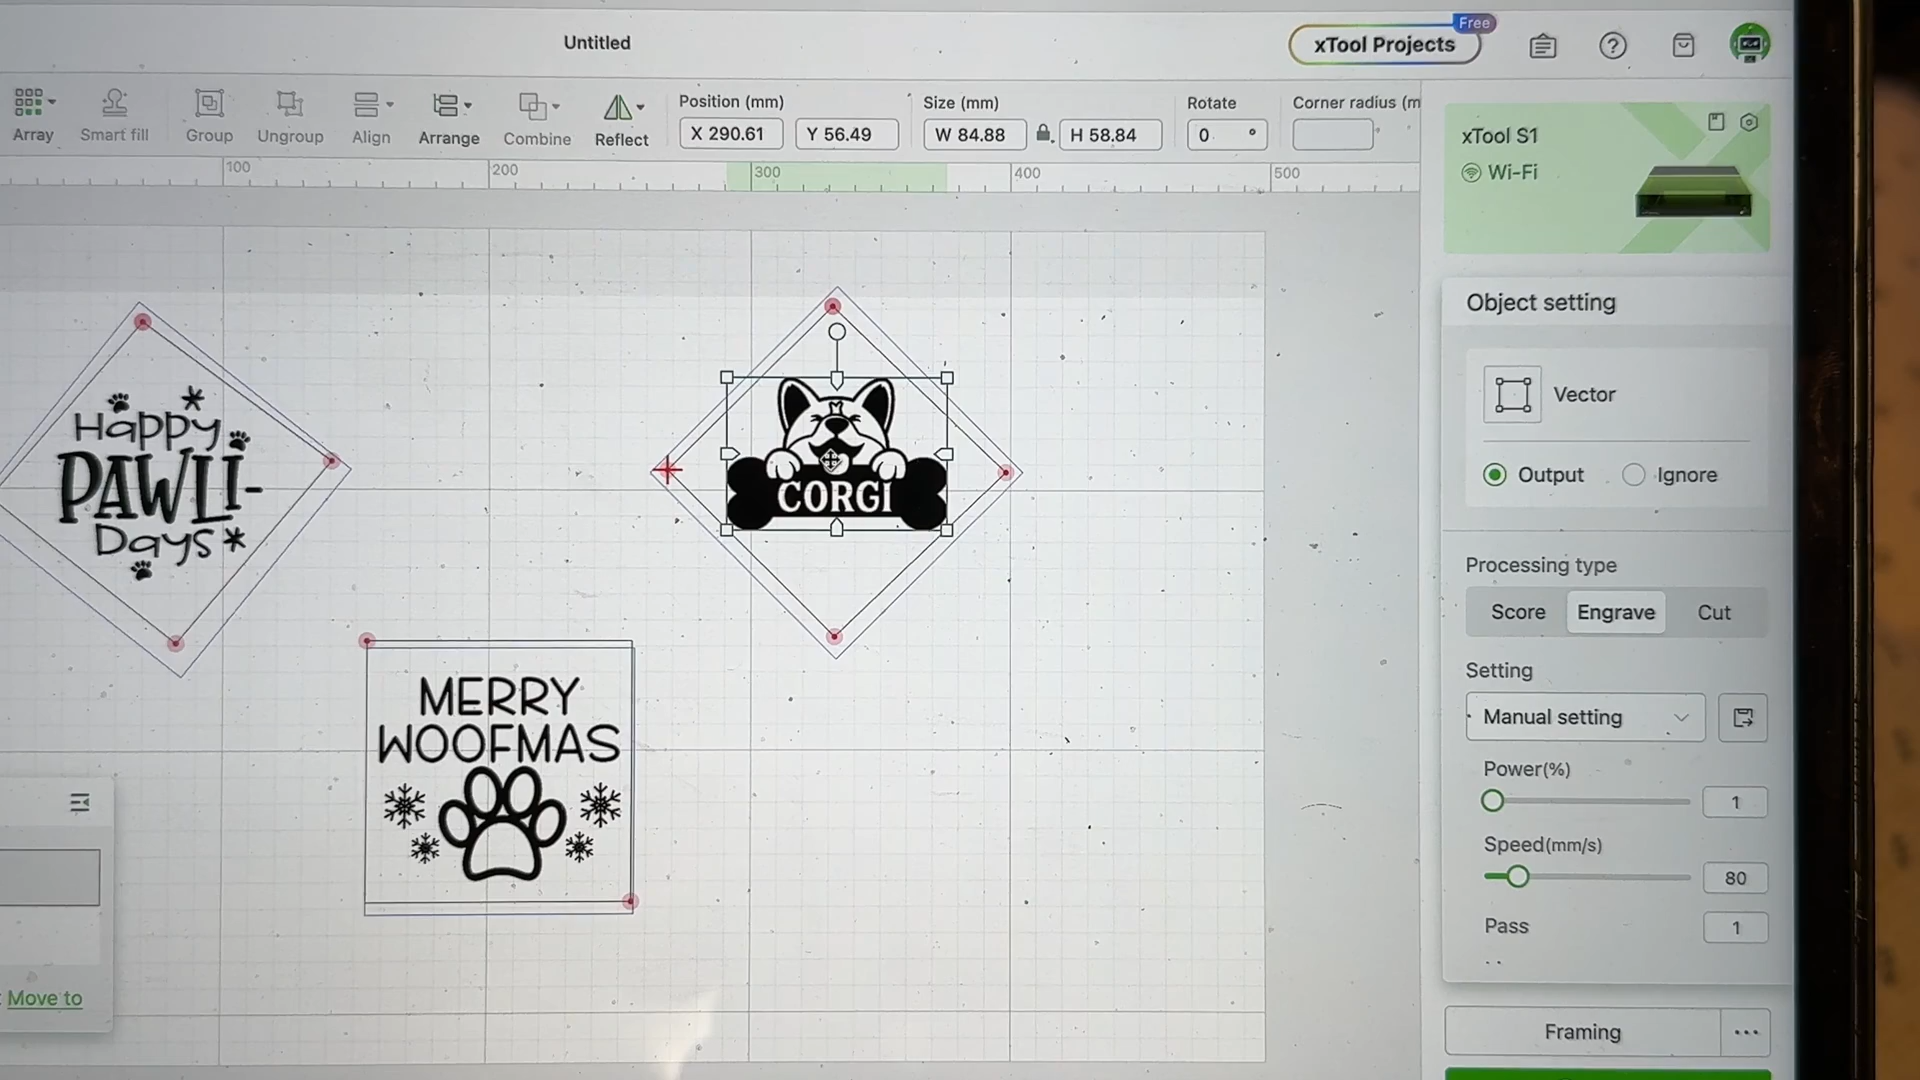 Untitled
xTool Projects
Free
Array
Smart fill
Group
Ungroup
Align
Arrange
Combine
Reflect
Position (mm)
X 290.61
Y 56.49
Size (mm)
W 84.88
H 58.84
Rotate
0 °
Corner radius (m
100
200
300
400
500
xTool S1
Wi-Fi
Happy
PAWLI-
Days
CORGI
MERRY
WOOFMAS
Move to
Object setting
Vector
Output
Ignore
Processing type
Score
Engrave
Cut
Setting
Manual setting
Power(%)
1
Speed(mm/s)
80
Pass
1
Framing